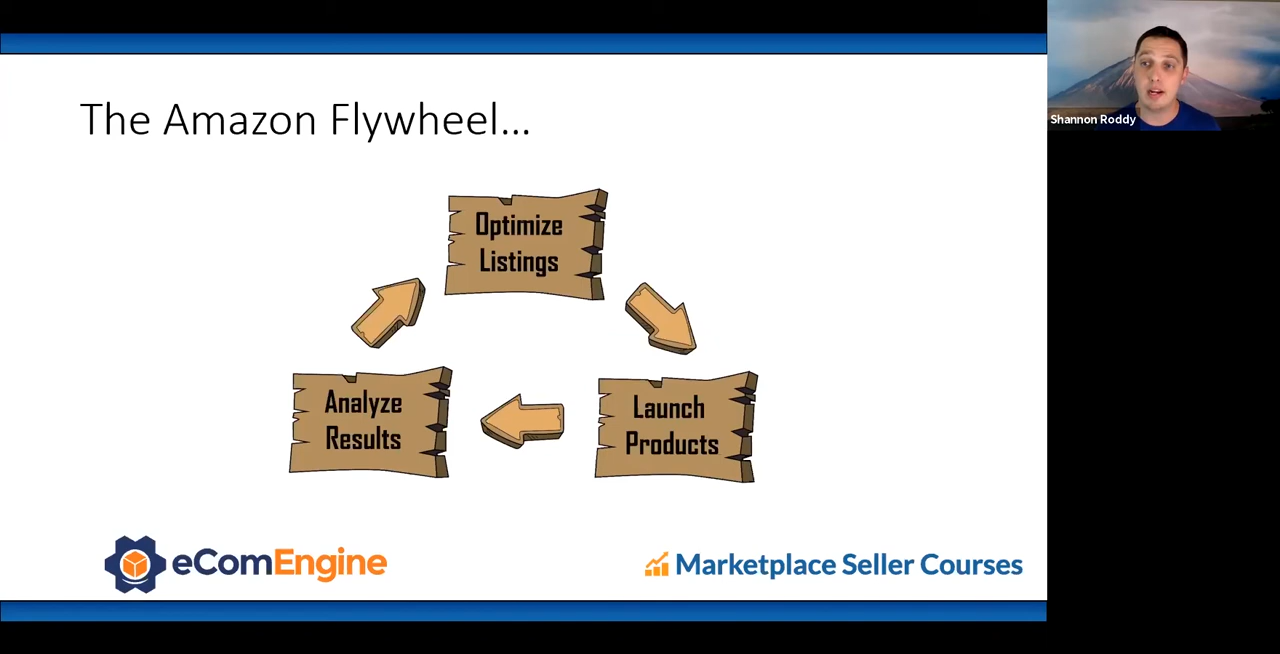 The Amazon Flywheel...
Optimize
Listings
Analyze
Results
Launch
Products
eComEngine
Marketplace Seller Courses
Shannon Roddy